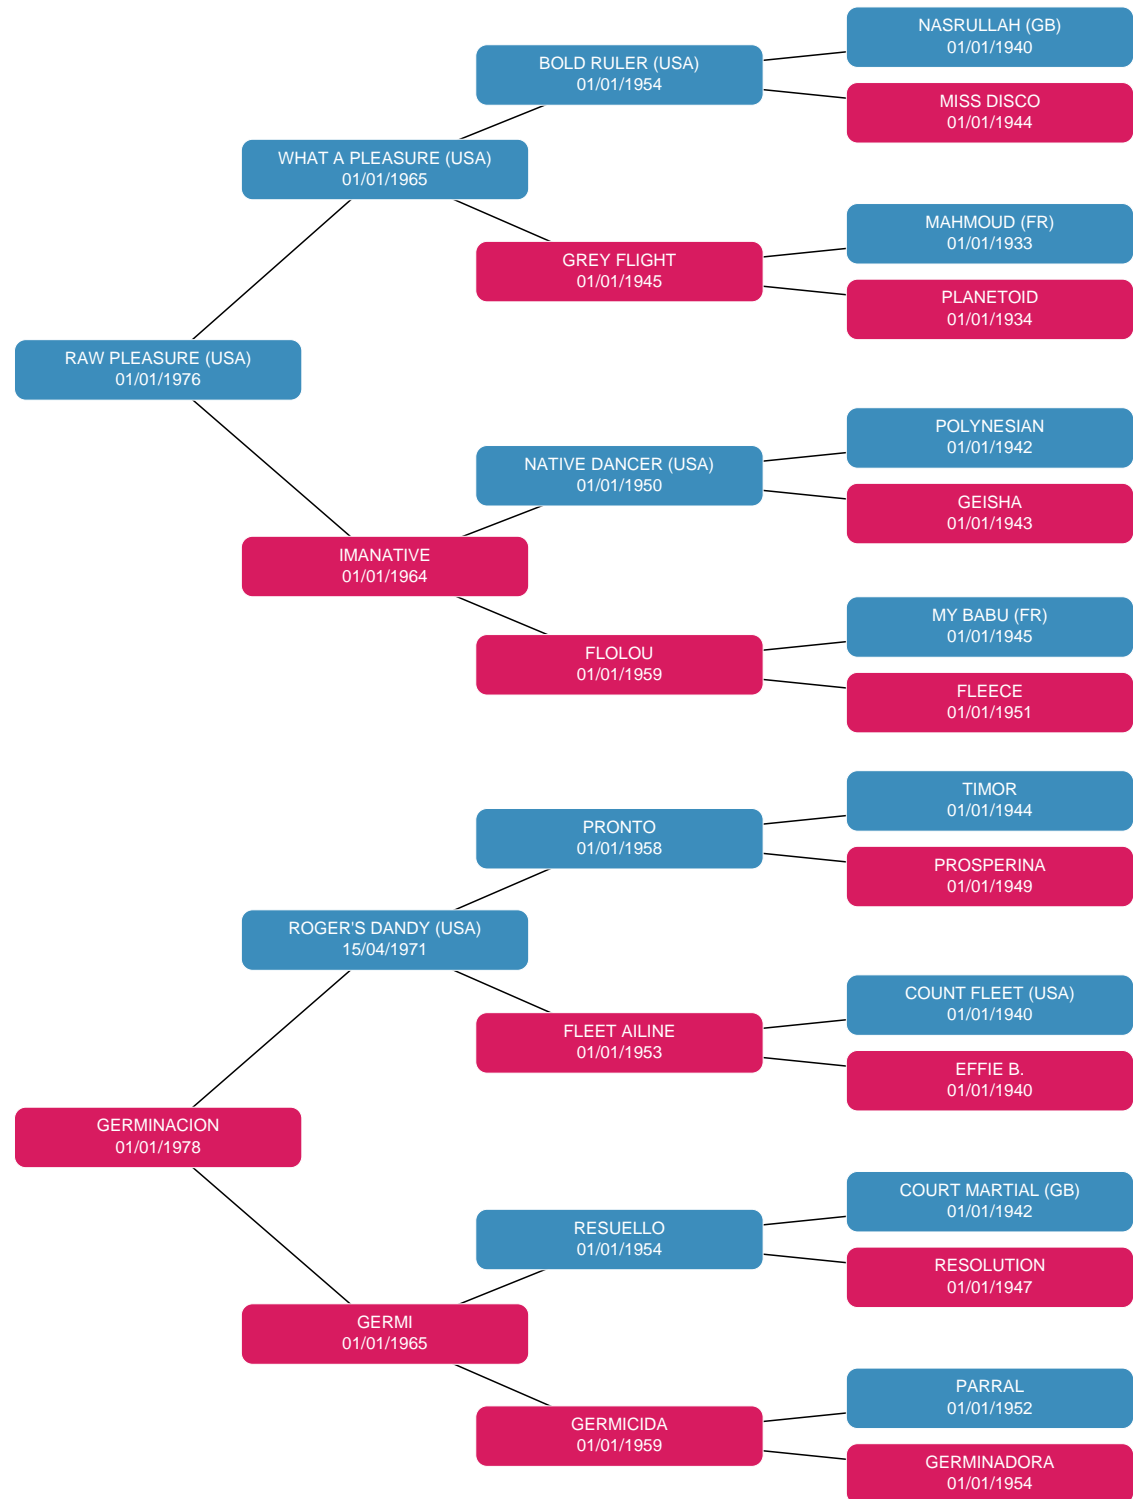 NASRULLAH (GB)
01/01/1940
BOLD RULER (USA)
01/01/1954
MISS DISCO
01/01/1944
WHAT A PLEASURE (USA)
01/01/1965
MAHMOUD (FR)
01/01/1933
GREY FLIGHT
01/01/1945
PLANETOID
01/01/1934
RAW PLEASURE (USA)
01/01/1976
POLYNESIAN
01/01/1942
NATIVE DANCER (USA)
01/01/1950
GEISHA
01/01/1943
IMANATIVE
01/01/1964
MY BABU (FR)
01/01/1945
FLOLOU
01/01/1959
FLEECE
01/01/1951
TIMOR
01/01/1944
PRONTO
01/01/1958
PROSPERINA
01/01/1949
ROGER'S DANDY (USA)
15/04/1971
COUNT FLEET (USA)
01/01/1940
FLEET AILINE
01/01/1953
EFFIE B.
01/01/1940
GERMINACION
01/01/1978
COURT MARTIAL (GB)
01/01/1942
RESUELLO
01/01/1954
RESOLUTION
01/01/1947
GERMI
01/01/1965
PARRAL
01/01/1952
GERMICIDA
01/01/1959
GERMINADORA
01/01/1954